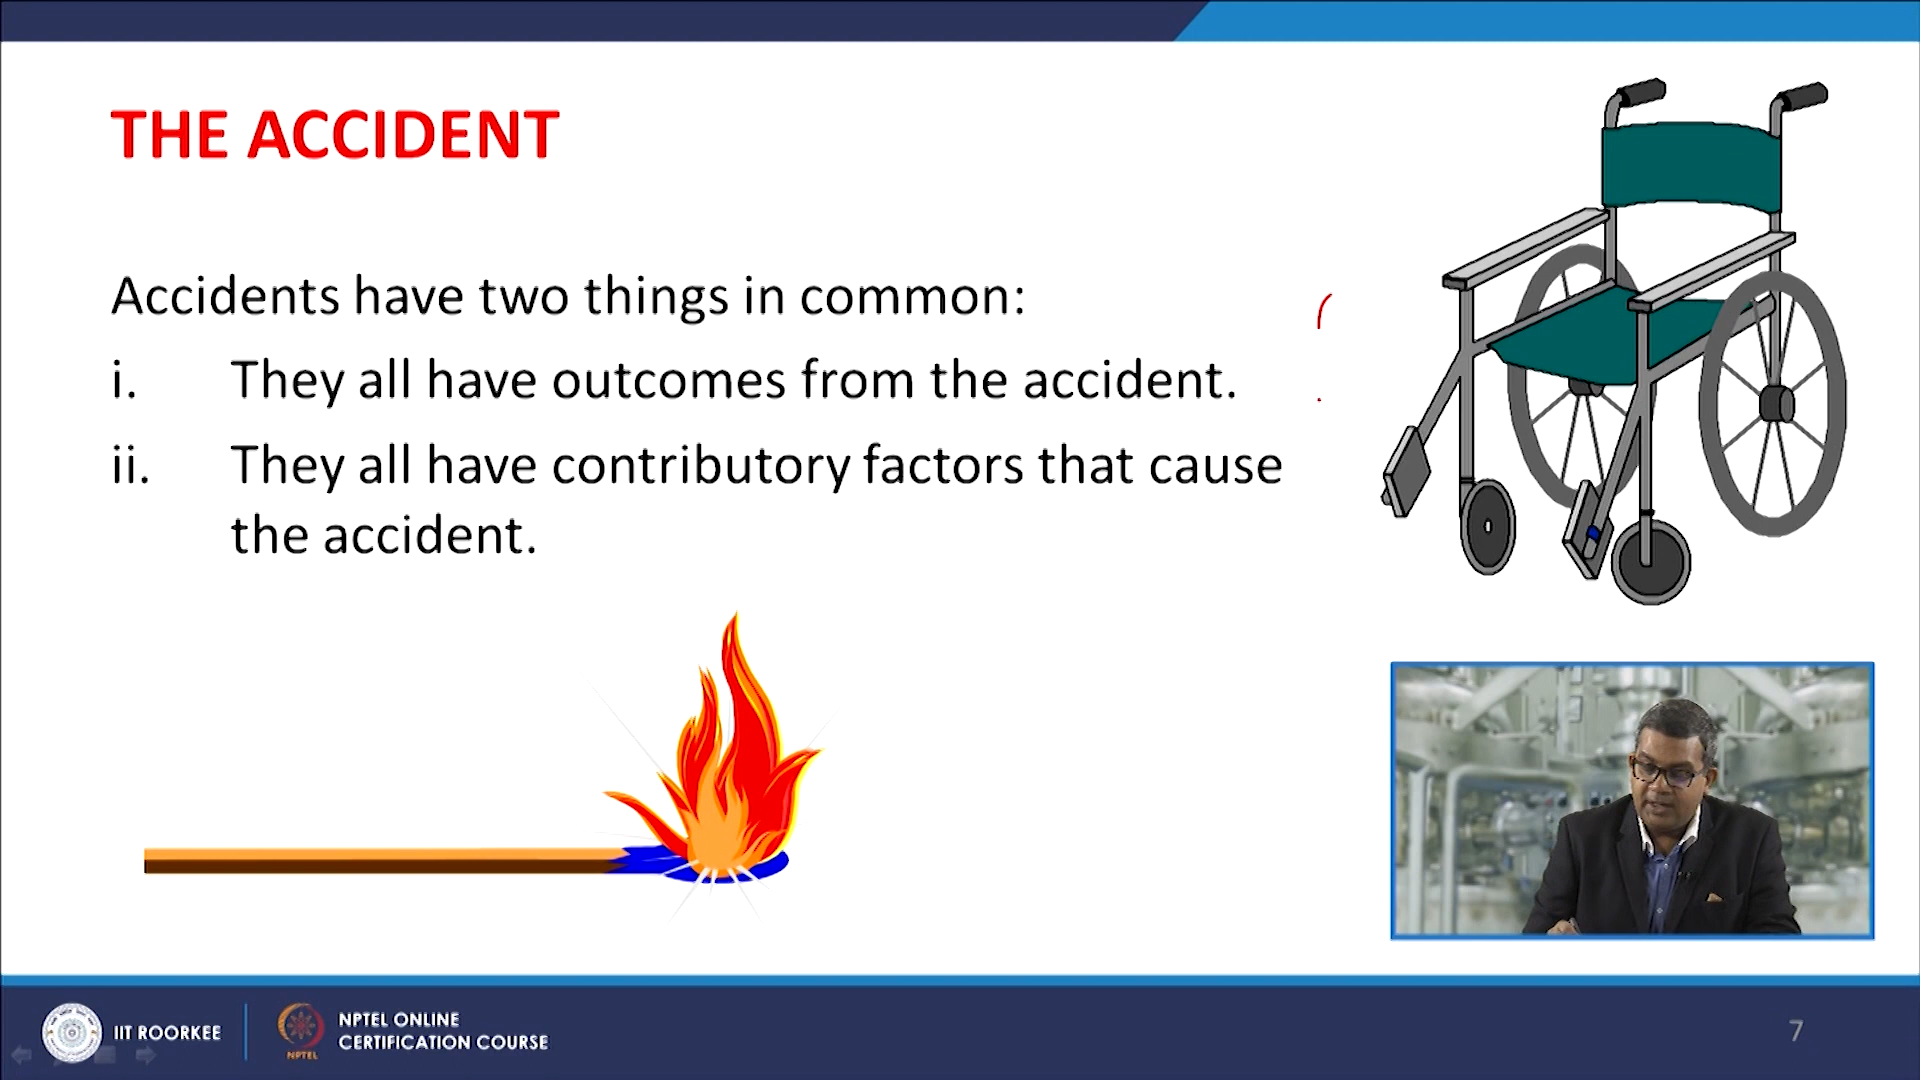 THE ACCIDENT
Accidents have two things in common:
i. They all have outcomes from the accident.
ii. They all have contributory factors that cause
the accident.
IIT ROORKEE
NPTEL
NPTEL ONLINE
CERTIFICATION COURSE
7